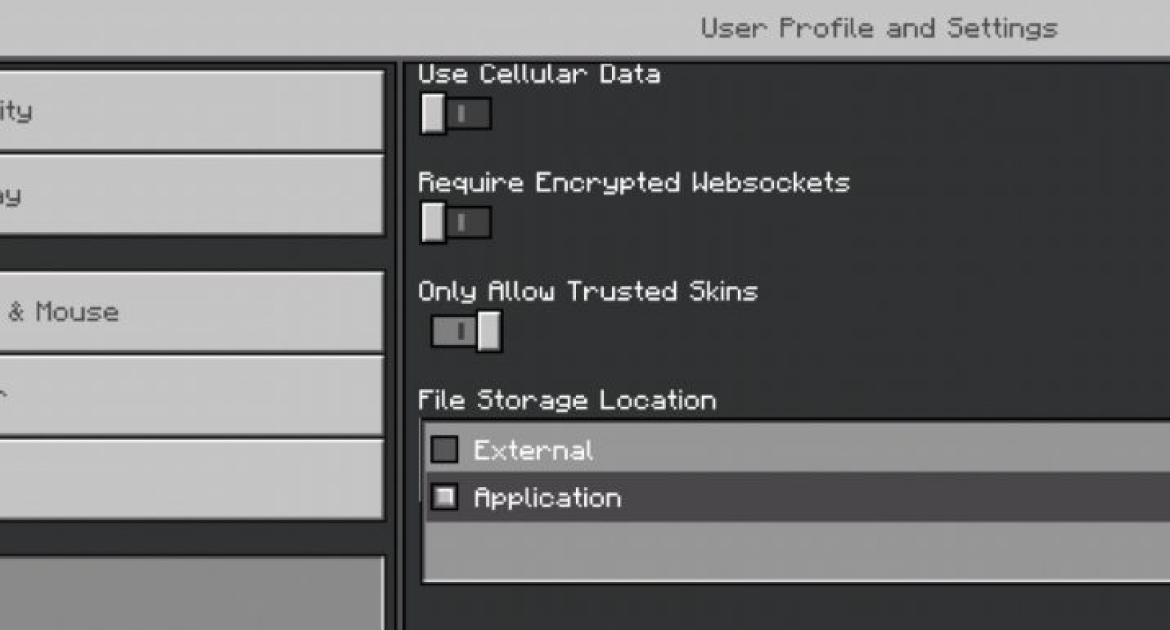 User Profile and Settings
ity
ay
& Mouse
Use Cellular Data
Require Encrypted Websockets
Only Allow Trusted Skins
File Storage Location
External
Application